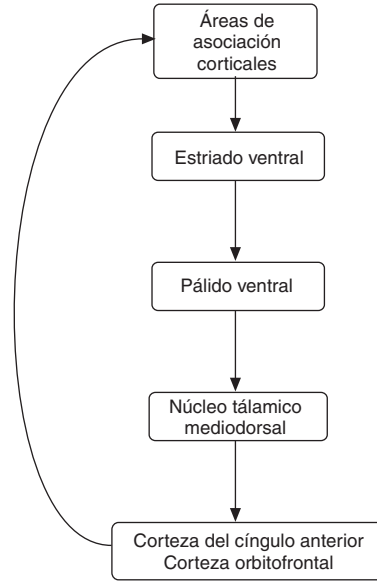 Áreas de
asociación
corticales
Estriado ventral
Pálido ventral
Núcleo tálamico
mediodorsal
Corteza del cíngulo anterior
Corteza orbitofrontal